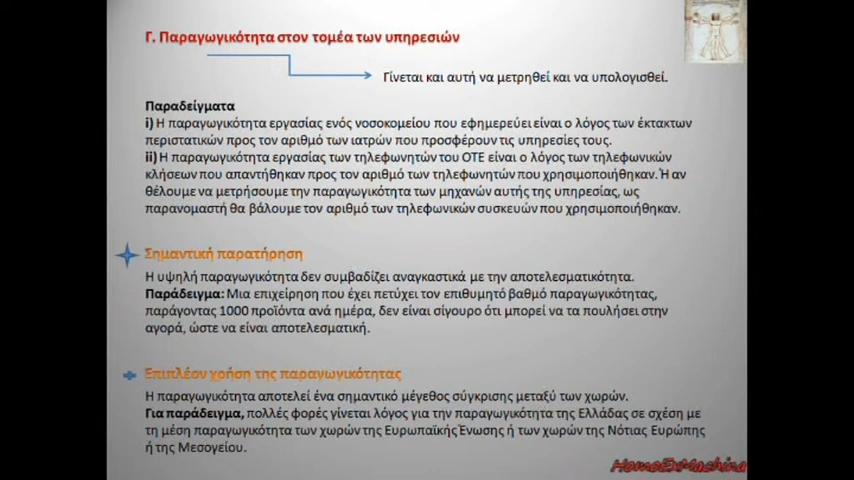 Γ. Παραγωγικότητα στον τομέα των υπηρεσιών
Γίνεται και αυτή να μετρηθεί και να υπολογισθεί.
Παραδείγματα
i) Η παραγωγικότητα εργασίας ενός νοσοκομείου που εφημερεύει είναι ο λόγος των έκτακτων
περιστατικών προς τον αριθμό των ιατρών που προσφέρουν τις υπηρεσίες τους.
ii) Η παραγωγικότητα εργασίας των τηλεφωνητών του ΟΤΕ είναι ο λόγος των τηλεφωνικών
κλήσεων που απαντήθηκαν προς τον αριθμό των τηλεφωνητών που χρησιμοποιήθηκαν. Ή αν
θέλουμε να μετρήσουμε την παραγωγικότητα των μηχανών αυτής της υπηρεσίας, ως
παρανομαστή θα βάλουμε τον αριθμό των τηλεφωνικών συσκευών που χρησιμοποιήθηκαν.
Σημαντική παρατήρηση
Η υψηλή παραγωγικότητα δεν συμβαδίζει αναγκαστικά με την αποτελεσματικότητα.
Παράδειγμα: Μια επιχείρηση που έχει πετύχει τον επιθυμητό βαθμό παραγωγικότητας,
παράγοντας 1000 προϊόντα ανά ημέρα, δεν είναι σίγουρο ότι μπορεί να τα πουλήσει στην
αγορά, ώστε να είναι αποτελεσματική.
Επιπλέον χρήση της παραγωγικότητας
Η παραγωγικότητα αποτελεί ένα σημαντικό μέγεθος σύγκρισης μεταξύ των χωρών.
Για παράδειγμα, πολλές φορές γίνεται λόγος για την παραγωγικότητα της Ελλάδας σε σχέση με
τη μέση παραγωγικότητα των χωρών της Ευρωπαϊκής Ένωσης ή των χωρών της Νότιας Ευρώπης
ή της Μεσογείου.
HomoExMachina